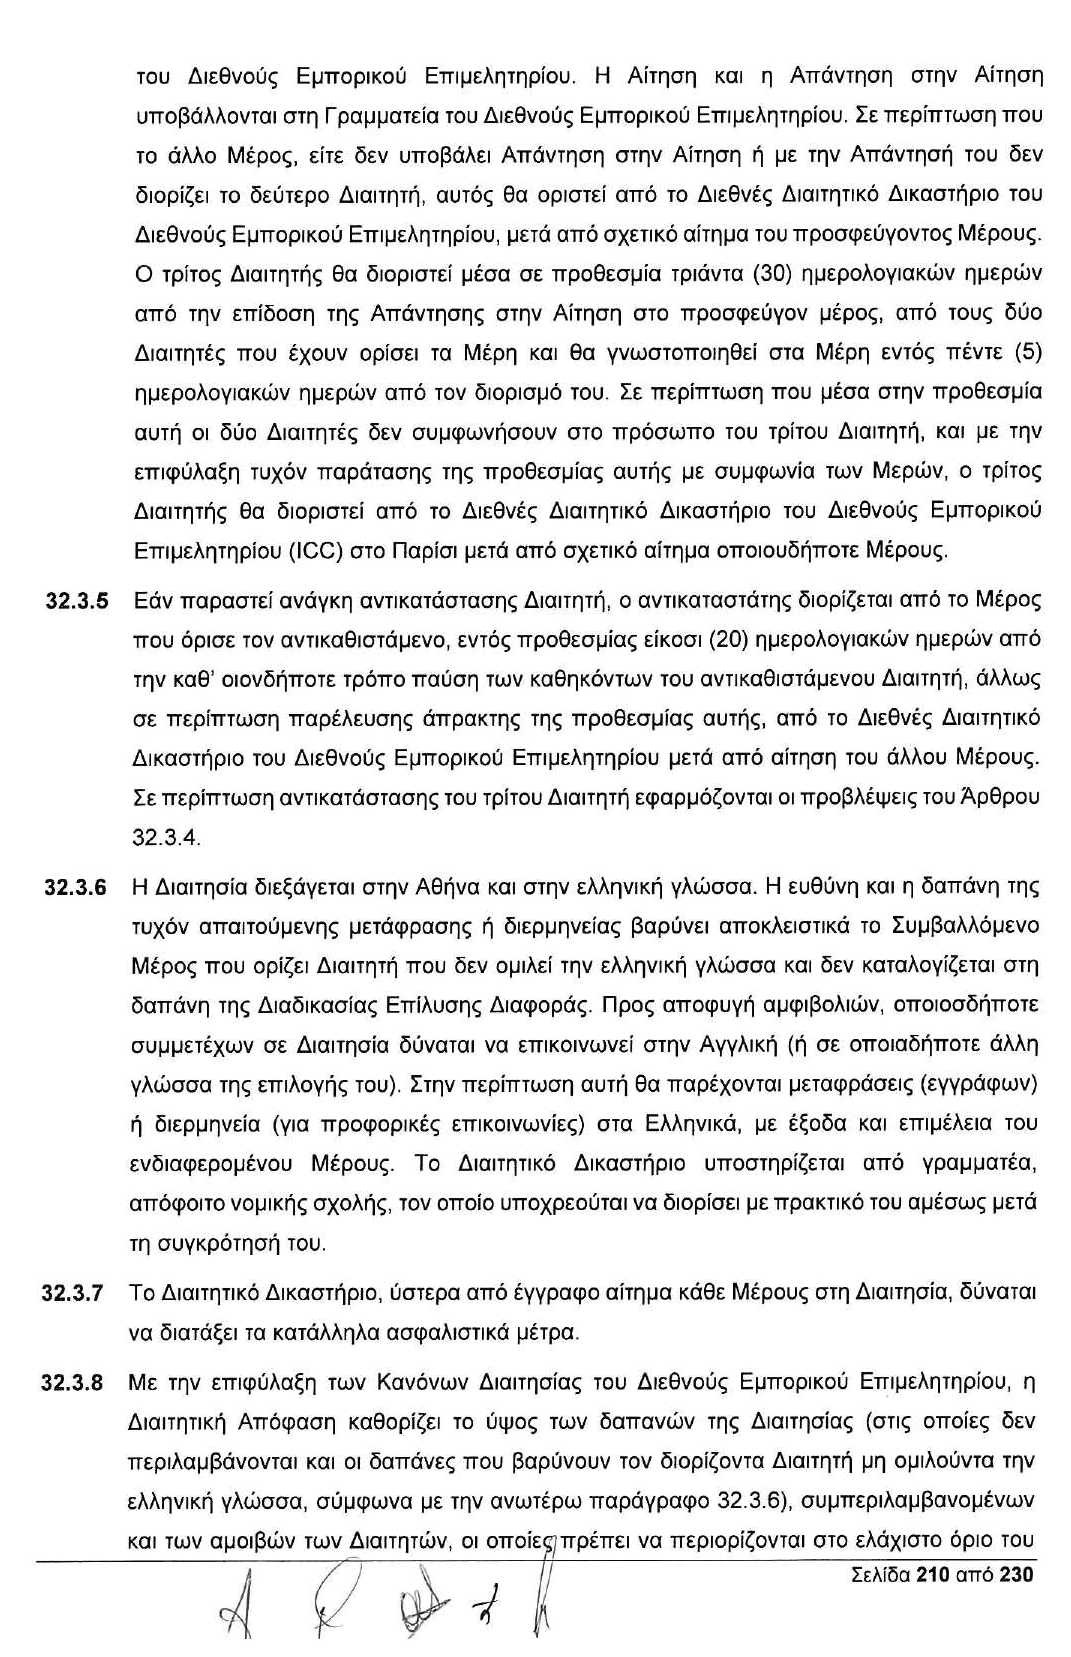 του Διεθνούς Εμπορικού Επιμελητηρίου. Η Αίτηση και η Απάντηση στην Αίτηση
υποβάλλονται στη Γραμματεία του Διεθνούς Εμπορικού Επιμελητηρίου. Σε περίπτωση που
το άλλο Μέρος, είτε δεν υποβάλει Απάντηση στην Αίτηση ή με την Απάντησή του δεν
διορίζει το δεύτερο Διαιτητή, αυτός θα οριστεί από το Διεθνές Διαιτητικό Δικαστήριο του
Διεθνούς Εμπορικού Επιμελητηρίου, μετά από σχετικό αίτημα του προσφεύγοντος Μέρους.
Ο τρίτος Διαιτητής θα διοριστεί μέσα σε προθεσμία τριάντα (30) ημερολογιακών ημερών
από την επίδοση της Απάντησης στην Αίτηση στο προσφεύγον μέρος, από τους δύο
Διαιτητές που έχουν ορίσει τα Μέρη και θα γνωστοποιηθεί στα Μέρη εντός πέντε (5)
ημερολογιακών ημερών από τον διορισμό του. Σε περίπτωση που μέσα στην προθεσμία
αυτή οι δύο Διαιτητές δεν συμφωνήσουν στο πρόσωπο του τρίτου Διαιτητή, και με την
επιφύλαξη τυχόν παράτασης της προθεσμίας αυτής με συμφωνία των Μερών, ο τρίτος
Διαιτητής θα διοριστεί από το Διεθνές Διαιτητικό Δικαστήριο του Διεθνούς Εμπορικού
Επιμελητηρίου (ICC) στο Παρίσι μετά από σχετικό αίτημα οποιουδήποτε Μέρους.
32.3.5 Εάν παραστεί ανάγκη αντικατάστασης Διαιτητή, ο αντικαταστάτης διορίζεται από το Μέρος
που όρισε τον αντικαθιστάμενο, εντός προθεσμίας είκοσι (20) ημερολογιακών ημερών από
την καθ’ οιονδήποτε τρόπο παύση των καθηκόντων του αντικαθιστάμενου Διαιτητή, άλλως
σε περίπτωση παρέλευσης άπρακτης της προθεσμίας αυτής, από το Διεθνές Διαιτητικό
Δικαστήριο του Διεθνούς Εμπορικού Επιμελητηρίου μετά από αίτηση του άλλου Μέρους.
Σε περίπτωση αντικατάστασης του τρίτου Διαιτητή εφαρμόζονται οι προβλέψεις του Άρθρου
32.3.4.
32.3.6 Η Διαιτησία διεξάγεται στην Αθήνα και στην ελληνική γλώσσα. Η ευθύνη και η δαπάνη της
τυχόν απαιτούμενης μετάφρασης ή διερμηνείας βαρύνει αποκλειστικά το Συμβαλλόμενο
Μέρος που ορίζει Διαιτητή που δεν ομιλεί την ελληνική γλώσσα και δεν καταλογίζεται στη
δαπάνη της Διαδικασίας Επίλυσης Διαφοράς. Προς αποφυγή αμφιβολιών, οποιοσδήποτε
συμμετέχων σε Διαιτησία δύναται να επικοινωνεί στην Αγγλική (ή σε οποιαδήποτε άλλη
γλώσσα της επιλογής του). Στην περίπτωση αυτή θα παρέχονται μεταφράσεις (εγγράφων)
ή διερμηνεία (για προφορικές επικοινωνίες) στα Ελληνικά, με έξοδα και επιμέλεια του
ενδιαφερομένου Μέρους. Το Διαιτητικό Δικαστήριο υποστηρίζεται από γραμματέα,
απόφοιτο νομικής σχολής, τον οποίο υποχρεούται να διορίσει με πρακτικό του αμέσως μετά
τη συγκρότησή του.
32.3.7 Το Διαιτητικό Δικαστήριο, ύστερα από έγγραφο αίτημα κάθε Μέρους στη Διαιτησία, δύναται
να διατάξει τα κατάλληλα ασφαλιστικά μέτρα.
32.3.8 Με την επιφύλαξη των Κανόνων Διαιτησίας του Διεθνούς Εμπορικού Επιμελητηρίου, η
Διαιτητική Απόφαση καθορίζει το ύψος των δαπανών της Διαιτησίας (στις οποίες δεν
περιλαμβάνονται και οι δαπάνες που βαρύνουν τον διορίζοντα Διαιτητή μη ομιλούντα την
ελληνική γλώσσα, σύμφωνα με την ανωτέρω παράγραφο 32.3.6), συμπεριλαμβανομένων
και των αμοιβών των Διαιτητών, οι οποίες πρέπει να περιορίζονται στο ελάχιστο όριο του
Σελίδα 210 από 230